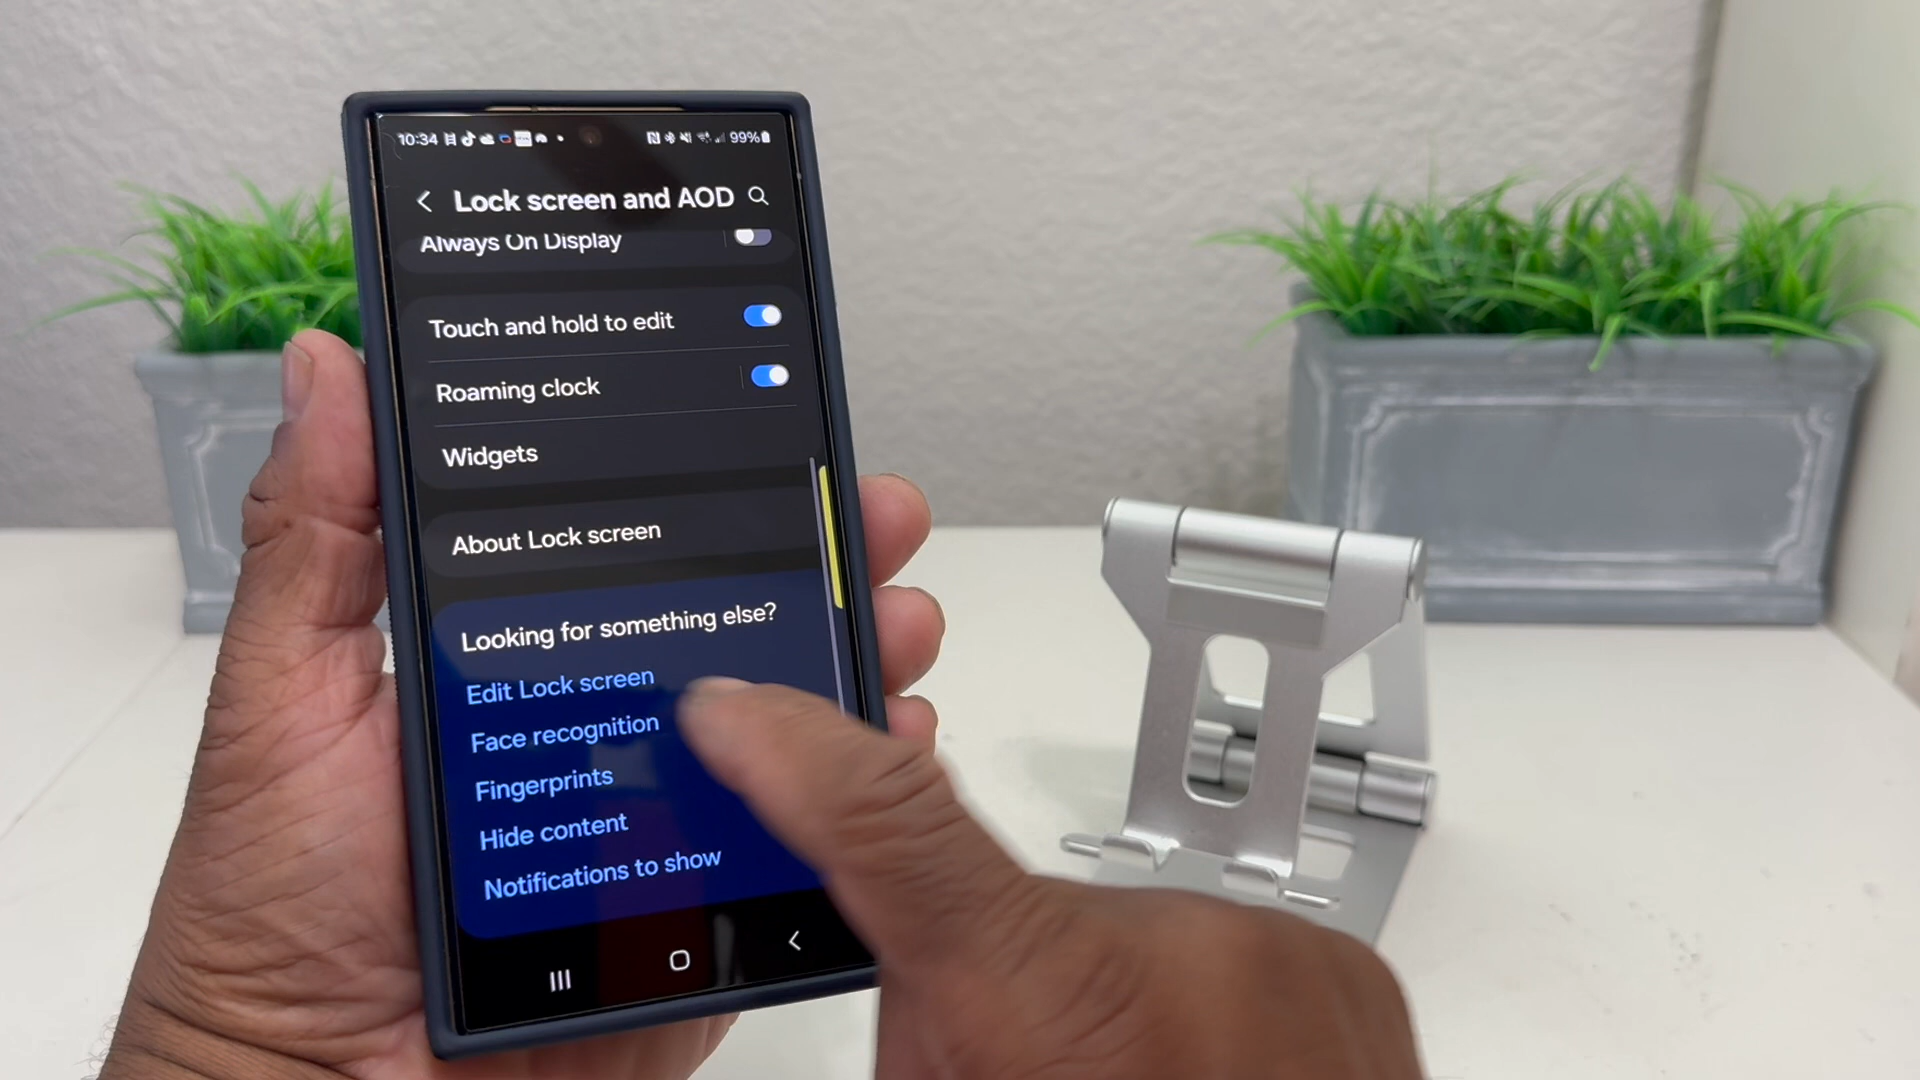 10:34
99%
Lock screen and AOD
Always On Display
Touch and hold to edit
Roaming clock
Widgets
About Lock screen
Looking for something else?
Edit Lock screen
Face recognition
Fingerprints
Hide content
Notifications to show